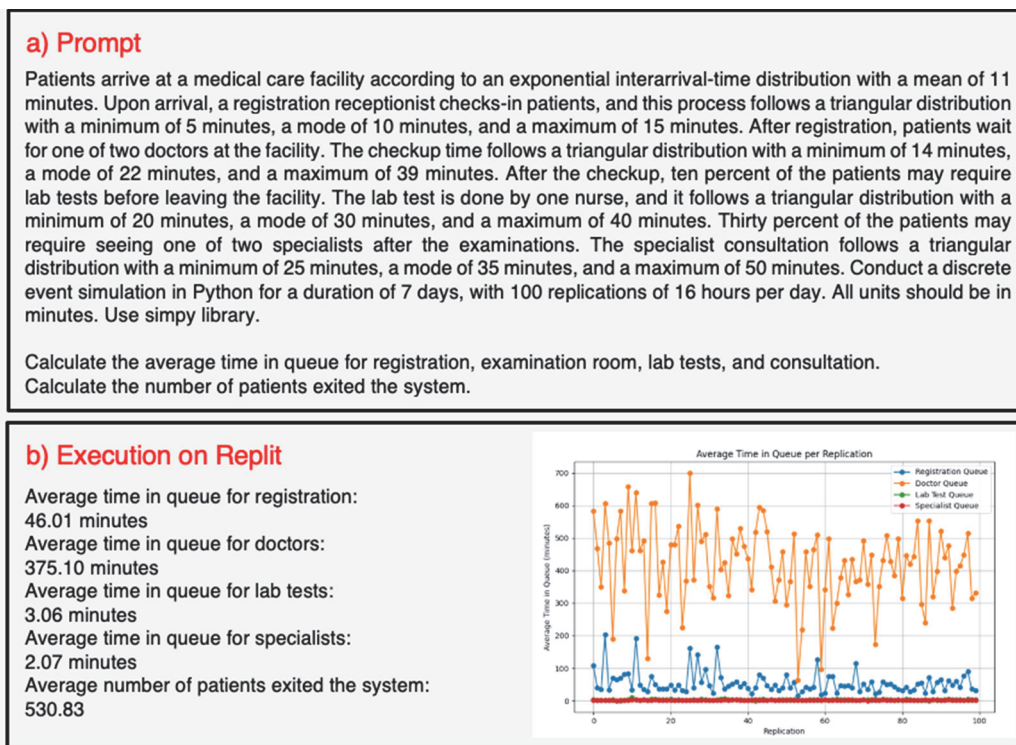 a) Prompt
Patients arrive at a medical care facility according to an exponential interarrival-time distribution with a mean of 11
minutes. Upon arrival, a registration receptionist checks-in patients, and this process follows a triangular distribution
with a minimum of 5 minutes, a mode of 10 minutes, and a maximum of 15 minutes. After registration, patients wait
for one of two doctors at the facility. The checkup time follows a triangular distribution with a minimum of 14 minutes,
a mode of 22 minutes, and a maximum of 39 minutes. After the checkup, ten percent of the patients may require
lab tests before leaving the facility. The lab test is done by one nurse, and it follows a triangular distribution with a
minimum of 20 minutes, a mode of 30 minutes, and a maximum of 40 minutes. Thirty percent of the patients may
require seeing one of two specialists after the examinations. The specialist consultation follows a triangular
distribution with a minimum of 25 minutes, a mode of 35 minutes, and a maximum of 50 minutes. Conduct a discrete
event simulation in Python for a duration of 7 days, with 100 replications of 16 hours per day. All units should be in
minutes. Use simpy library.
Calculate the average time in queue for registration, examination room, lab tests, and consultation.
Calculate the number of patients exited the system.
b) Execution on Replit
Average time in queue for registration:
46.01 minutes
Average time in queue for doctors:
375.10 minutes
Average time in queue for lab tests:
3.06 minutes
Average time in queue for specialists:
2.07 minutes
Average number of patients exited the system:
530.83
Average Time in Queue per Replication
Registration Queue
Doctor Queue
Lab Test Queue
Specialist Queue
Average Time in Queue (minutes)
700
600
500
400
300
200
100
0
0 20 40 60 80 100
Replication